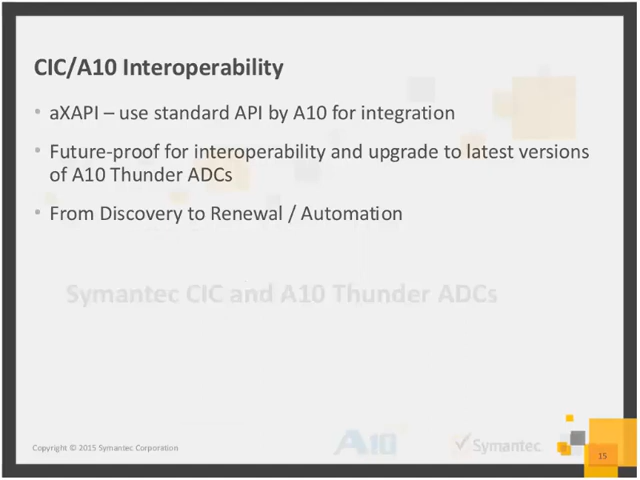 CIC/A10 Interoperability
• aXAPI – use standard API by A10 for integration
• Future-proof for interoperability and upgrade to latest versions
of A10 Thunder ADCs
• From Discovery to Renewal / Automation
Symantec CIC and A10 Thunder ADCs
Copyright © 2015 Symantec Corporation
A10
Symantec.
15